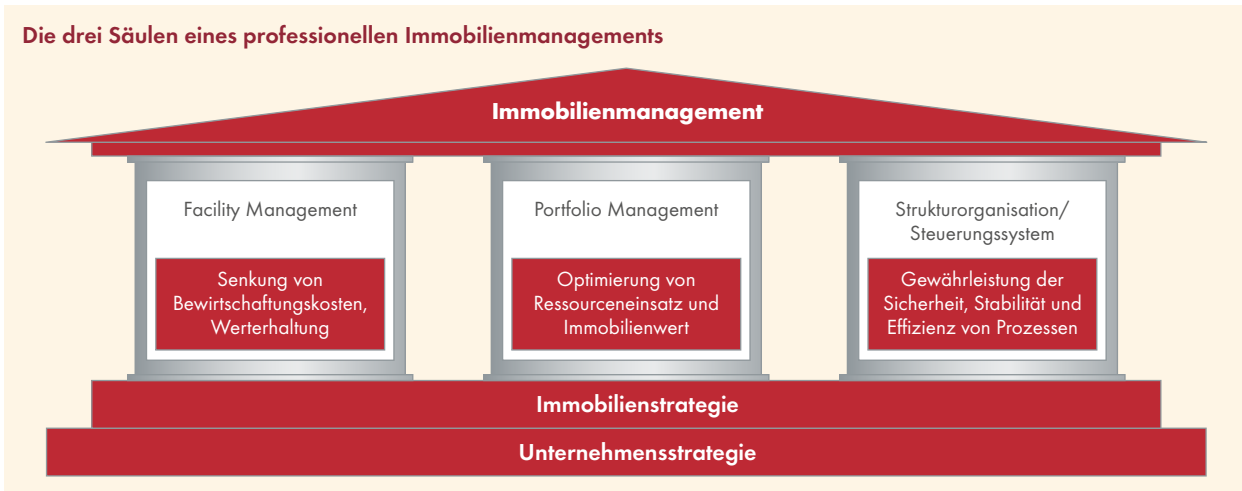 Die drei Säulen eines professionellen Immobilienmanagements
Immobilienmanagement
Facility Management
Senkung von
Bewirtschaftungskosten,
Werterhaltung
Portfolio Management
Optimierung von
Ressourceneinsatz und
Immobilienwert
Strukturorganisation/
Steuerungssystem
Gewährleistung der
Sicherheit, Stabilität und
Effizienz von Prozessen
Immobilienstrategie
Unternehmensstrategie